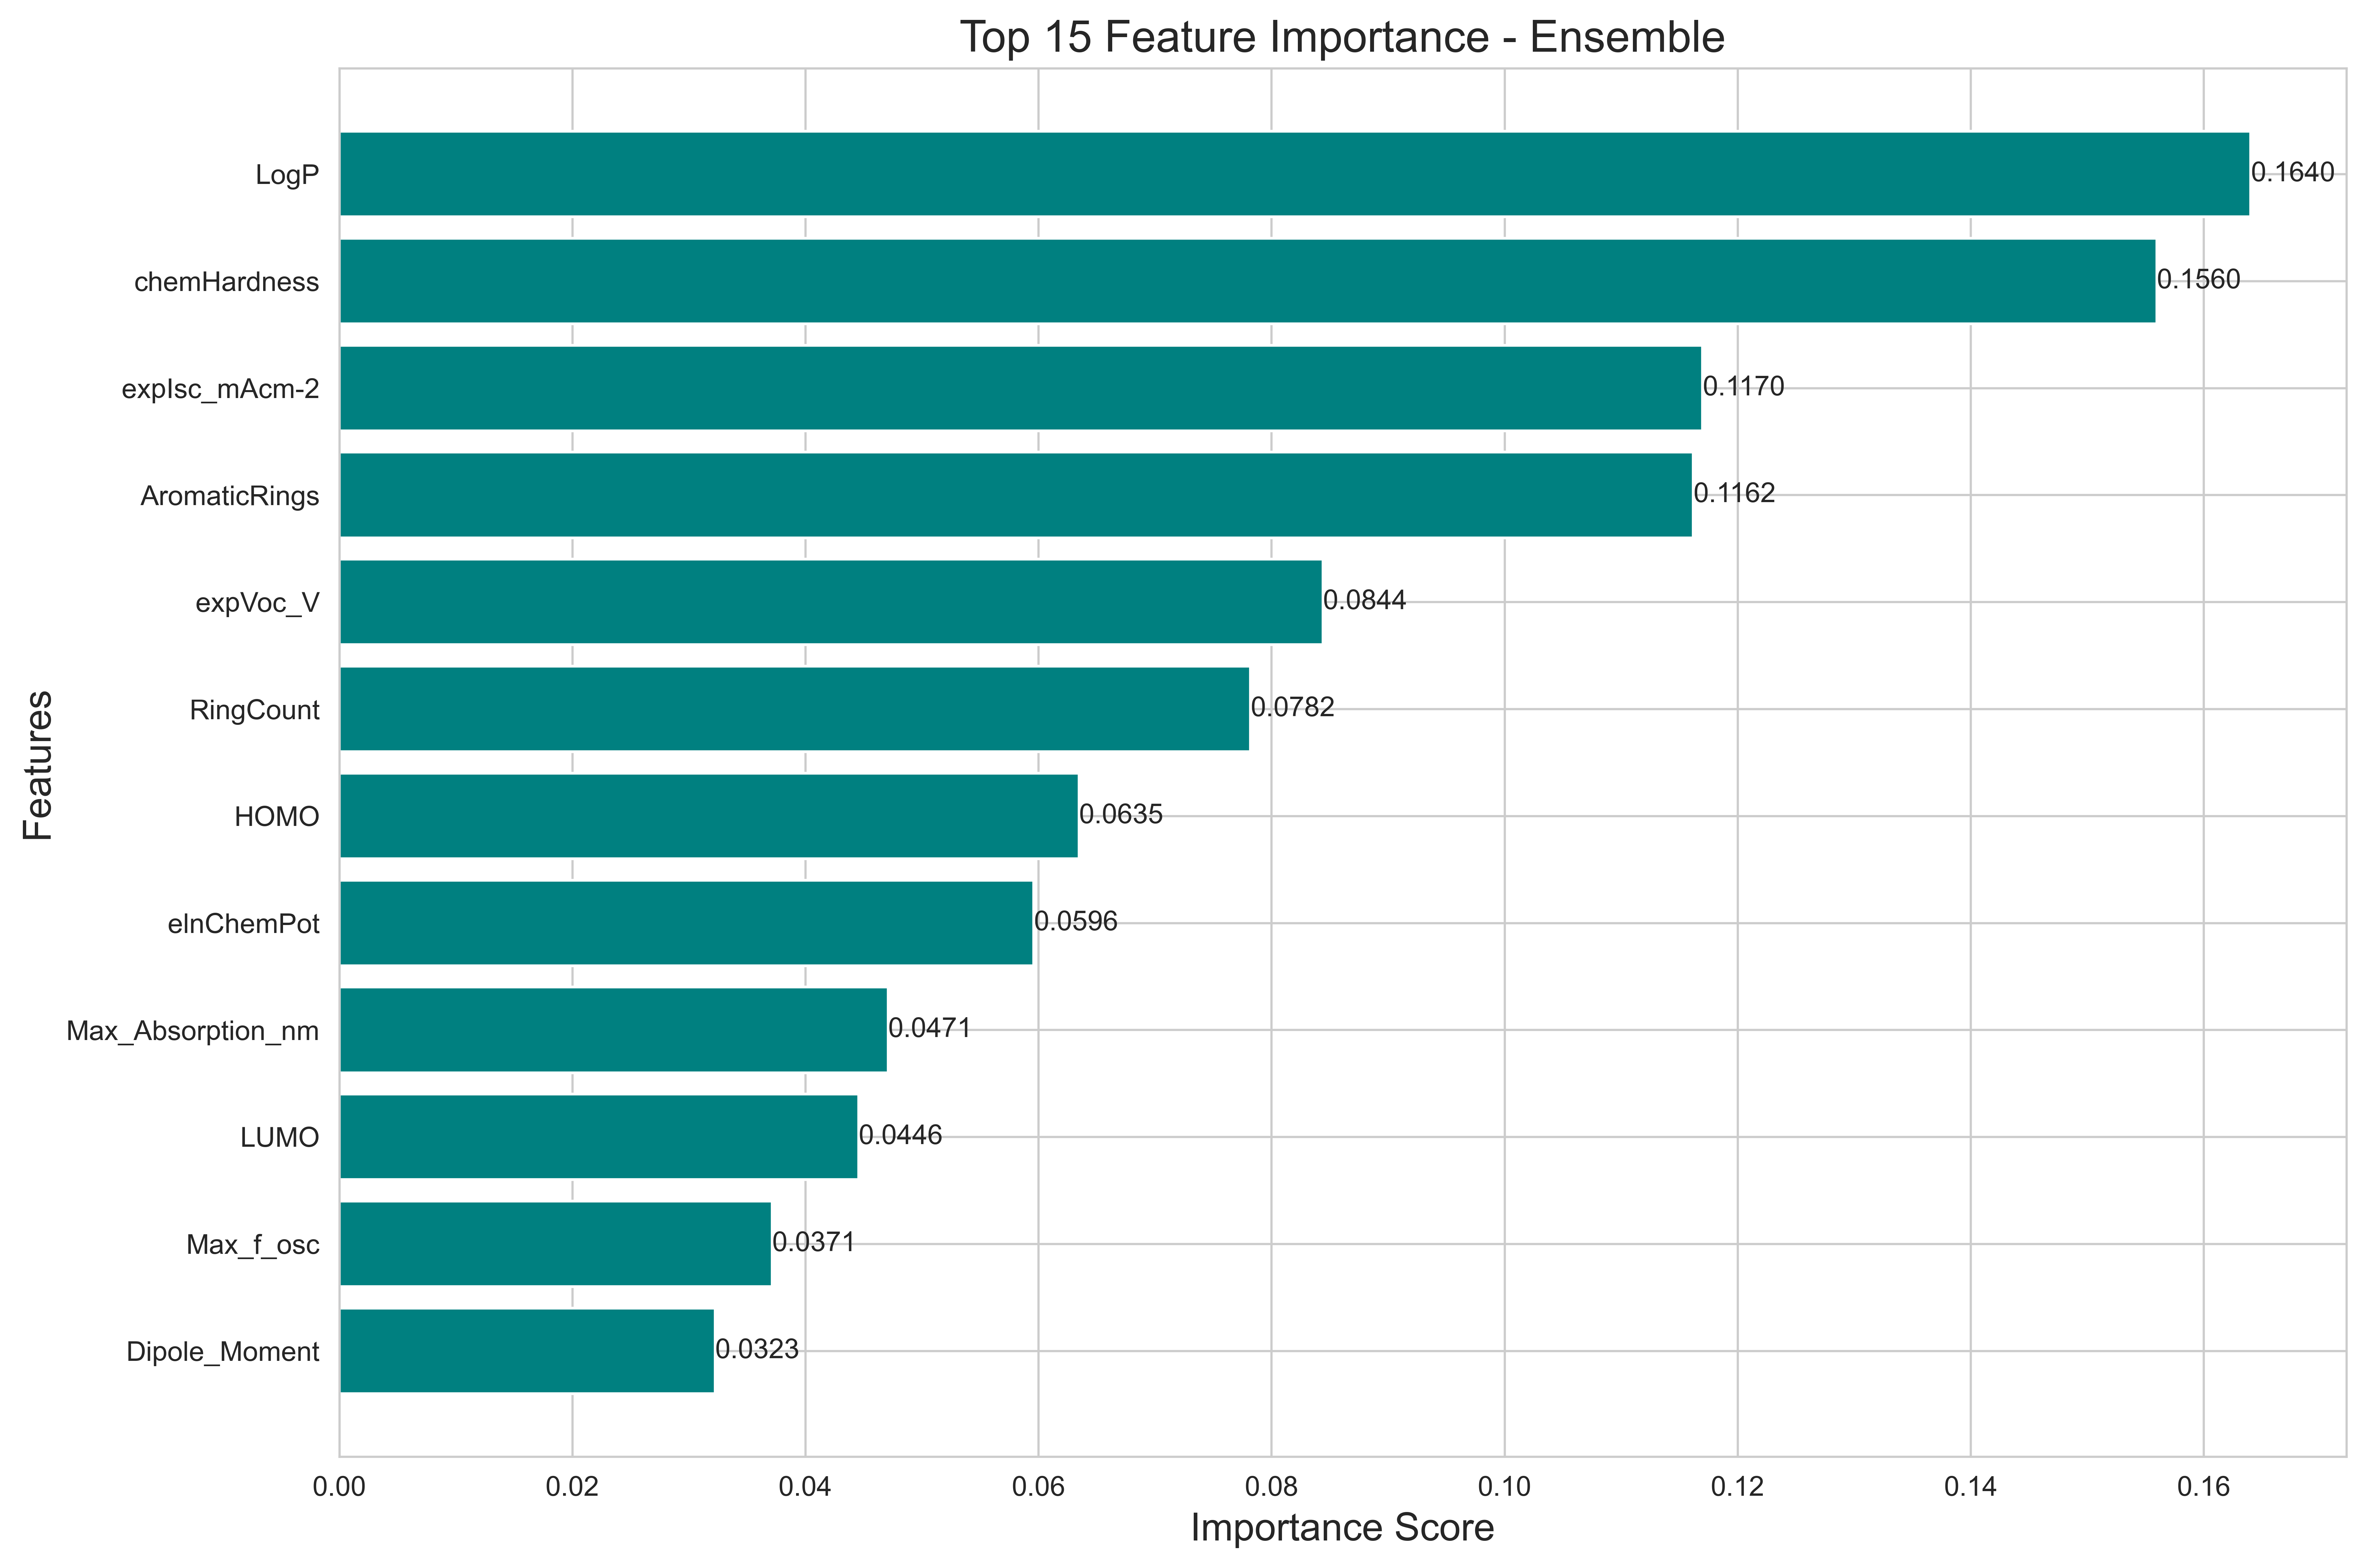 Top 15 Feature Importance - Ensemble
LogP
0.1640
chemHardness
0.1560
expIsc_mAcm-2
0.1170
AromaticRings
0.1162
expVoc_V
0.0844
RingCount
0.0782
HOMO
0.0635
elnChemPot
0.0596
Max_Absorption_nm
0.0471
LUMO
0.0446
Max_f_osc
0.0371
Dipole_Moment
0.0323
Features
0.00 0.02 0.04 0.06 0.08 0.10 0.12 0.14 0.16
Importance Score